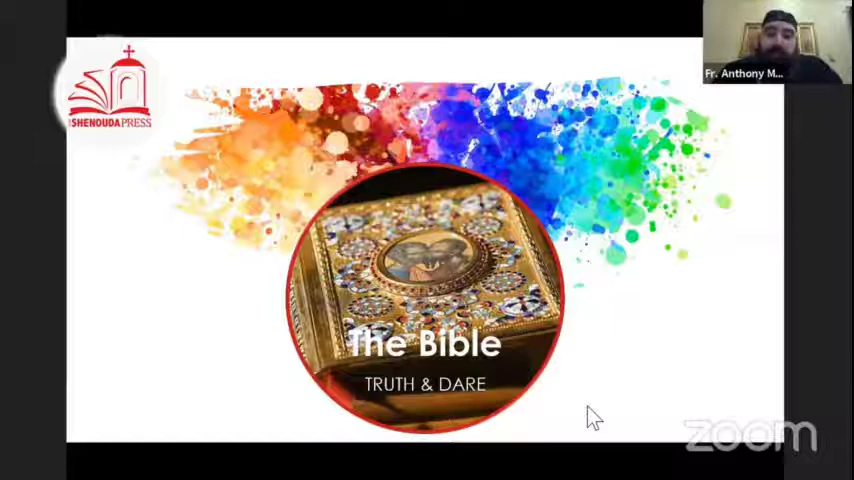 SHENOUDA PRESS
Fr. Anthony M...
The Bible
TRUTH & DARE
zoom